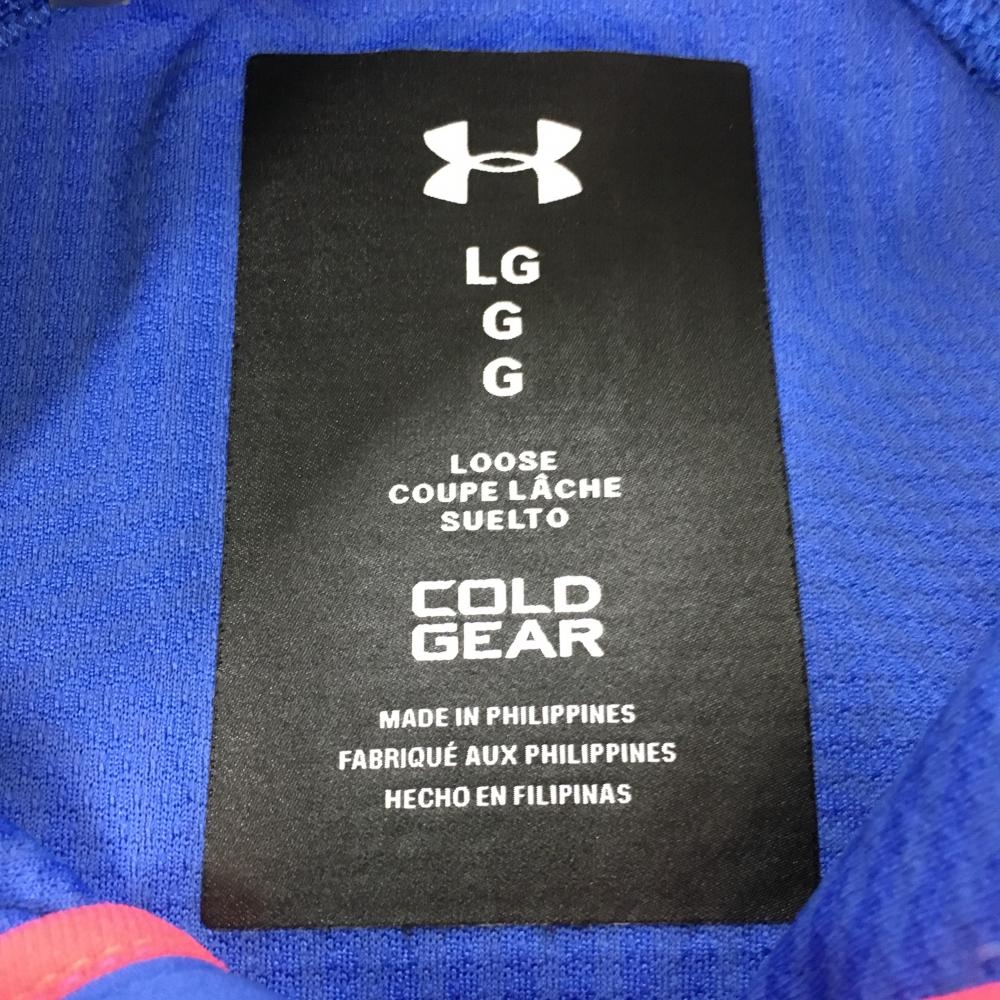 LG
G
G
LOOSE
COUPE LÂCHE
SUELTO
COLD
GEAR
MADE IN PHILIPPINES
FABRIQUÉ AUX PHILIPPINES
HECHO EN FILIPINAS